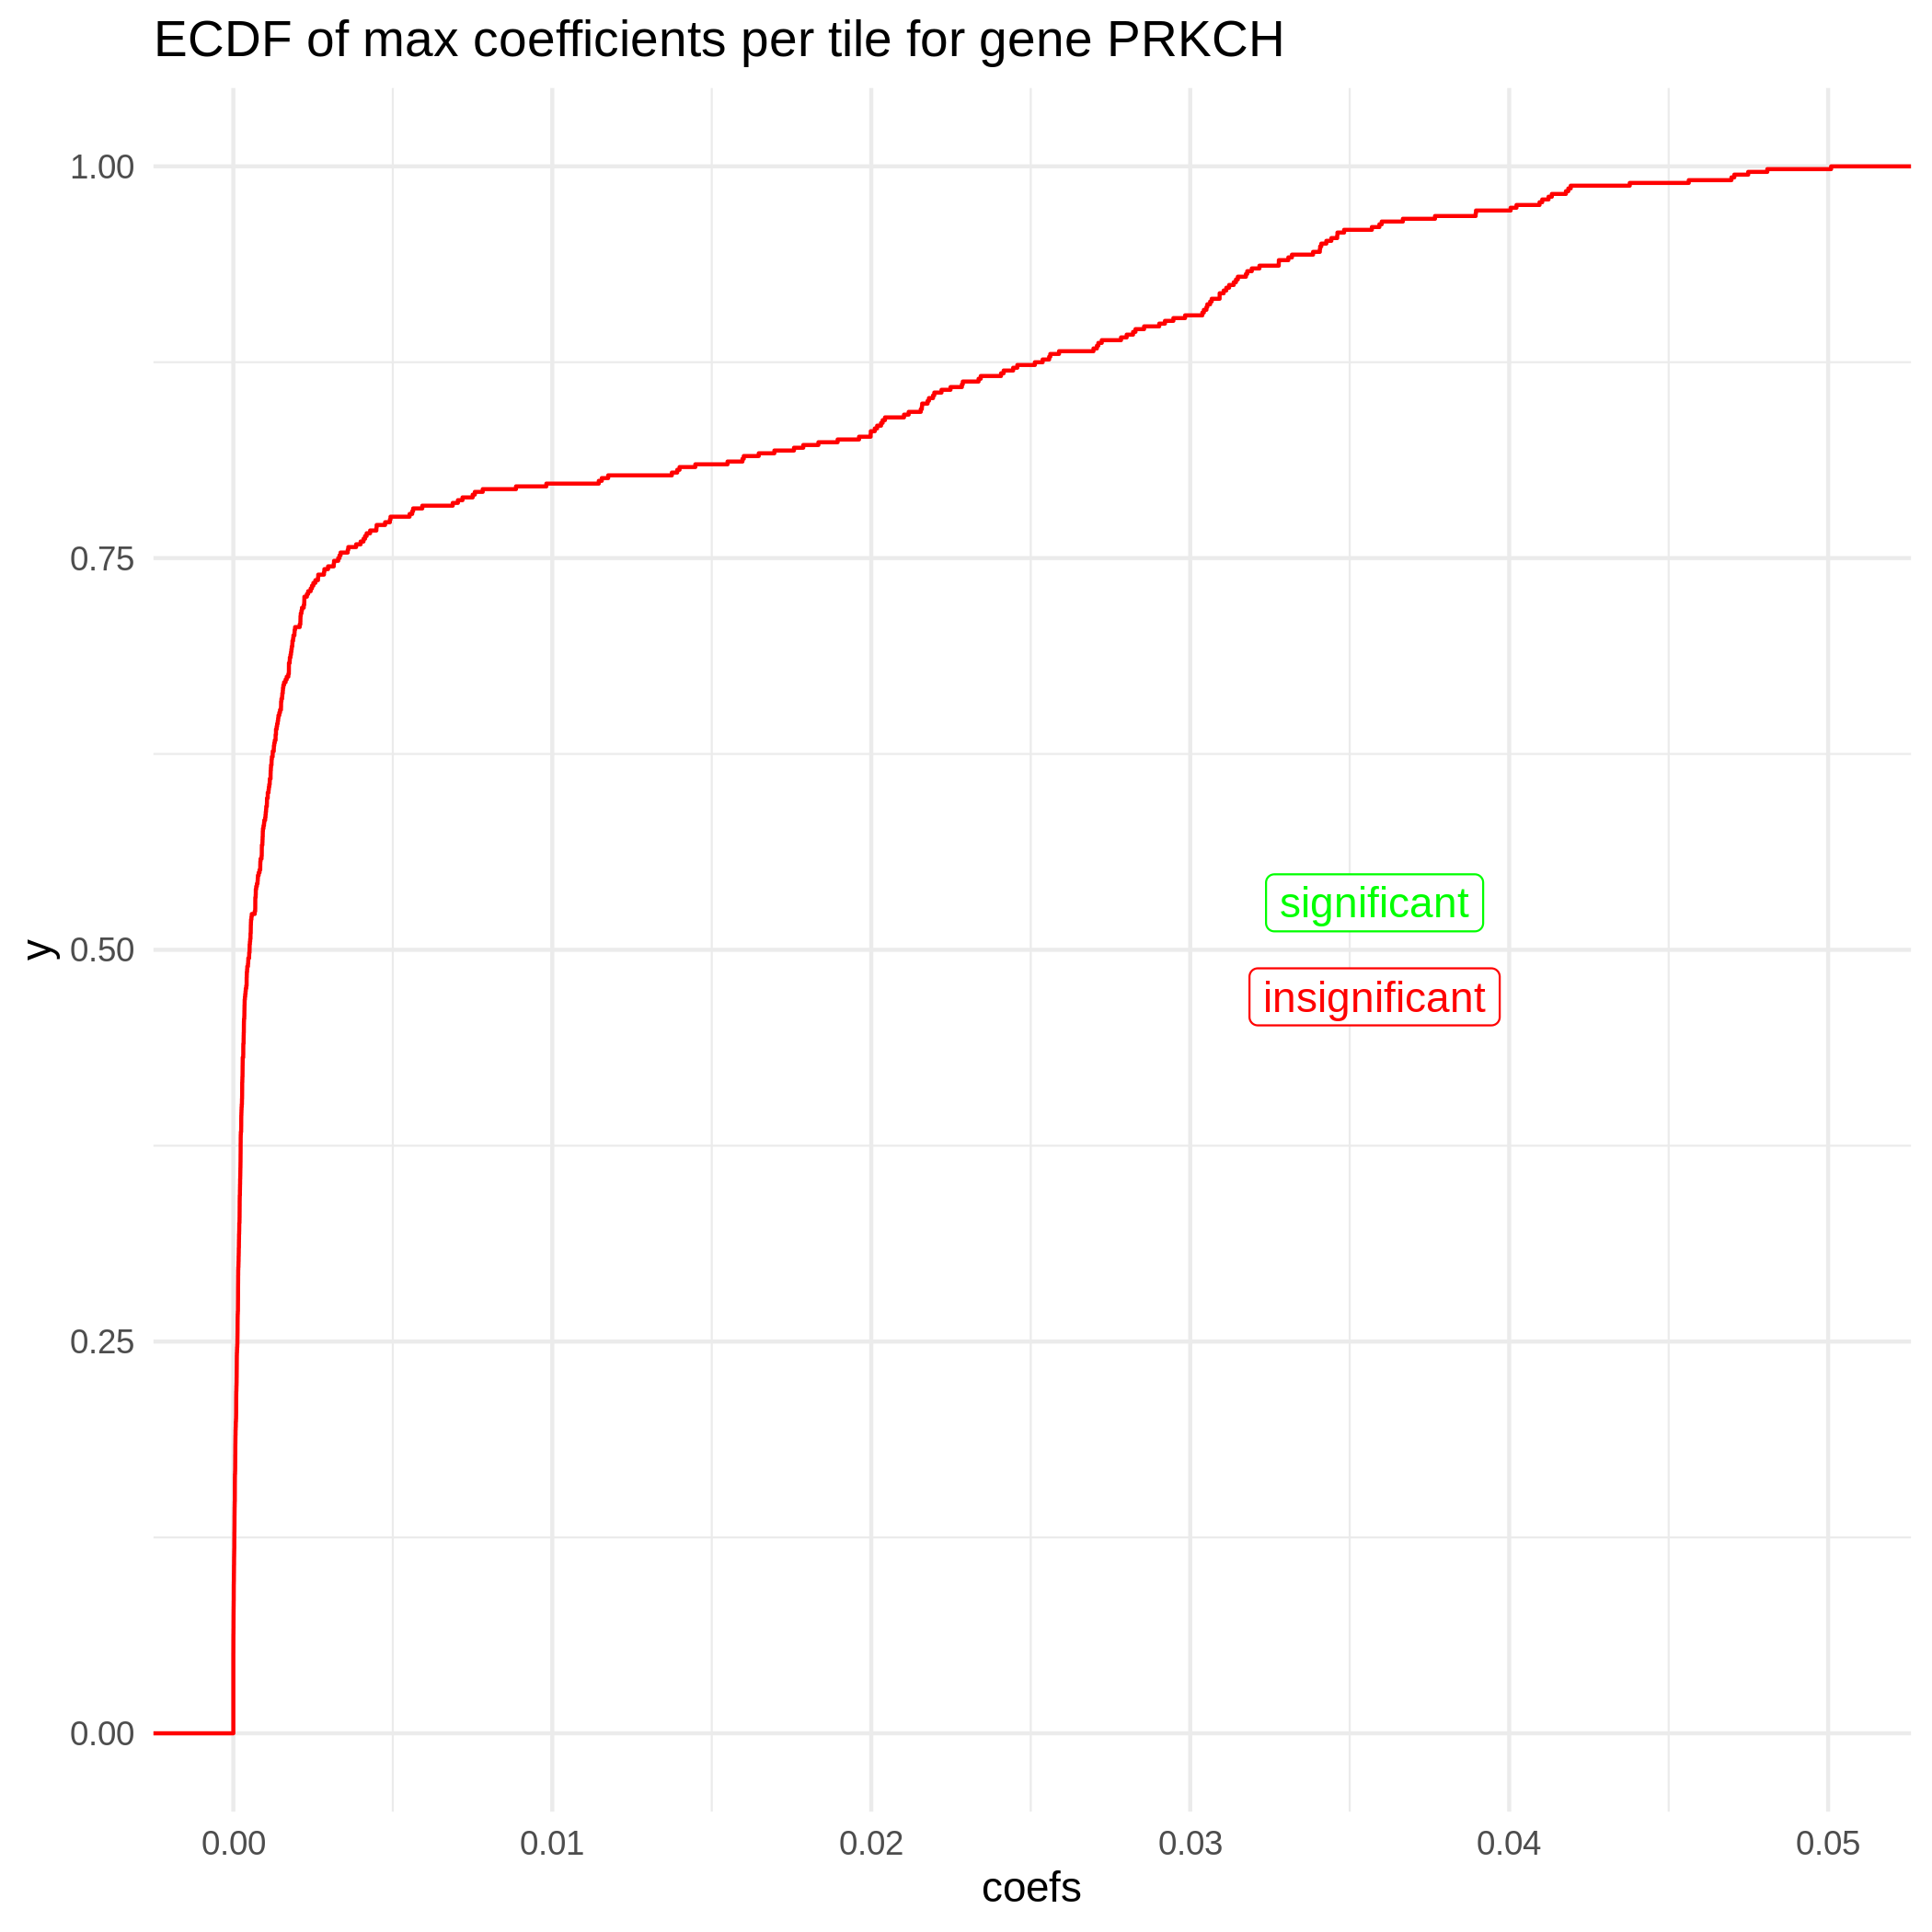 ECDF of max coefficients per tile for gene PRKCH
1.00
0.75
0.50
0.25
0.00
y
significant
insignificant
0.00 0.01 0.02 0.03 0.04 0.05
coefs